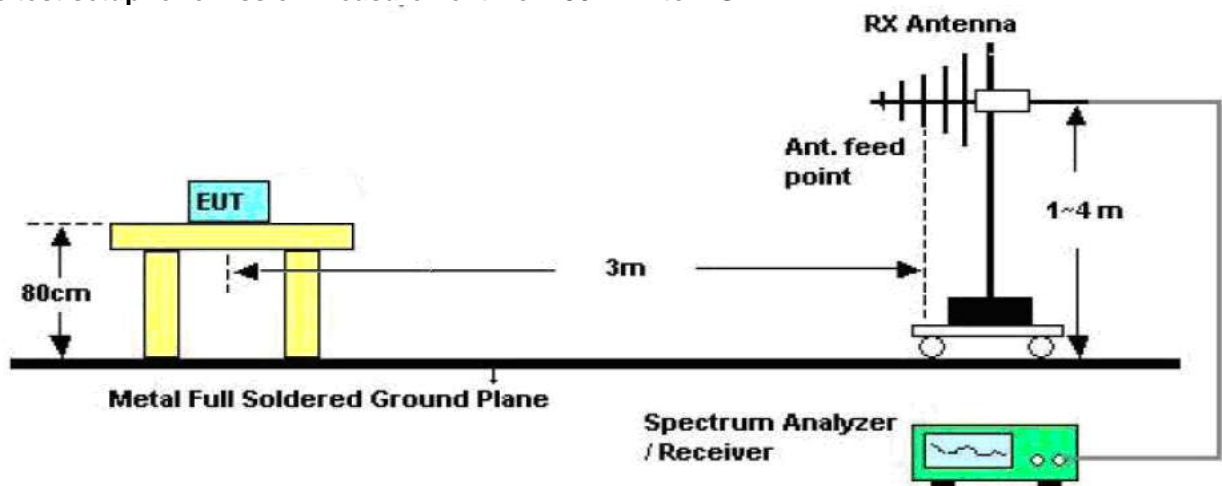 RX Antenna
Ant. feed
point
EUT
1~4 m
3m
80cm
Metal Full Soldered Ground Plane
Spectrum Analyzer
/ Receiver